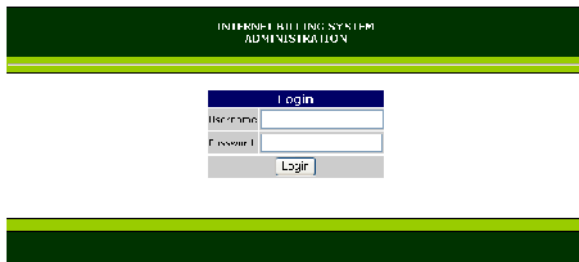 INTERNET BILLING SYSTEM
ADMINISTRATION
Login
Username
Password
Login